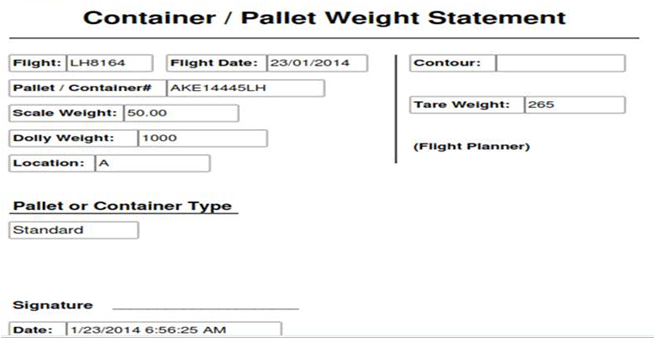 Container / Pallet Weight Statement
Flight: LH8164 Flight Date: 23/01/2014
Pallet / Container# AKE14445LH
Scale Weight: 50.00
Dolly Weight: 1000
Location: A
Contour:
Tare Weight: 265
(Flight Planner)
Pallet or Container Type
Standard
Signature
Date: 1/23/2014 6:56:25 AM